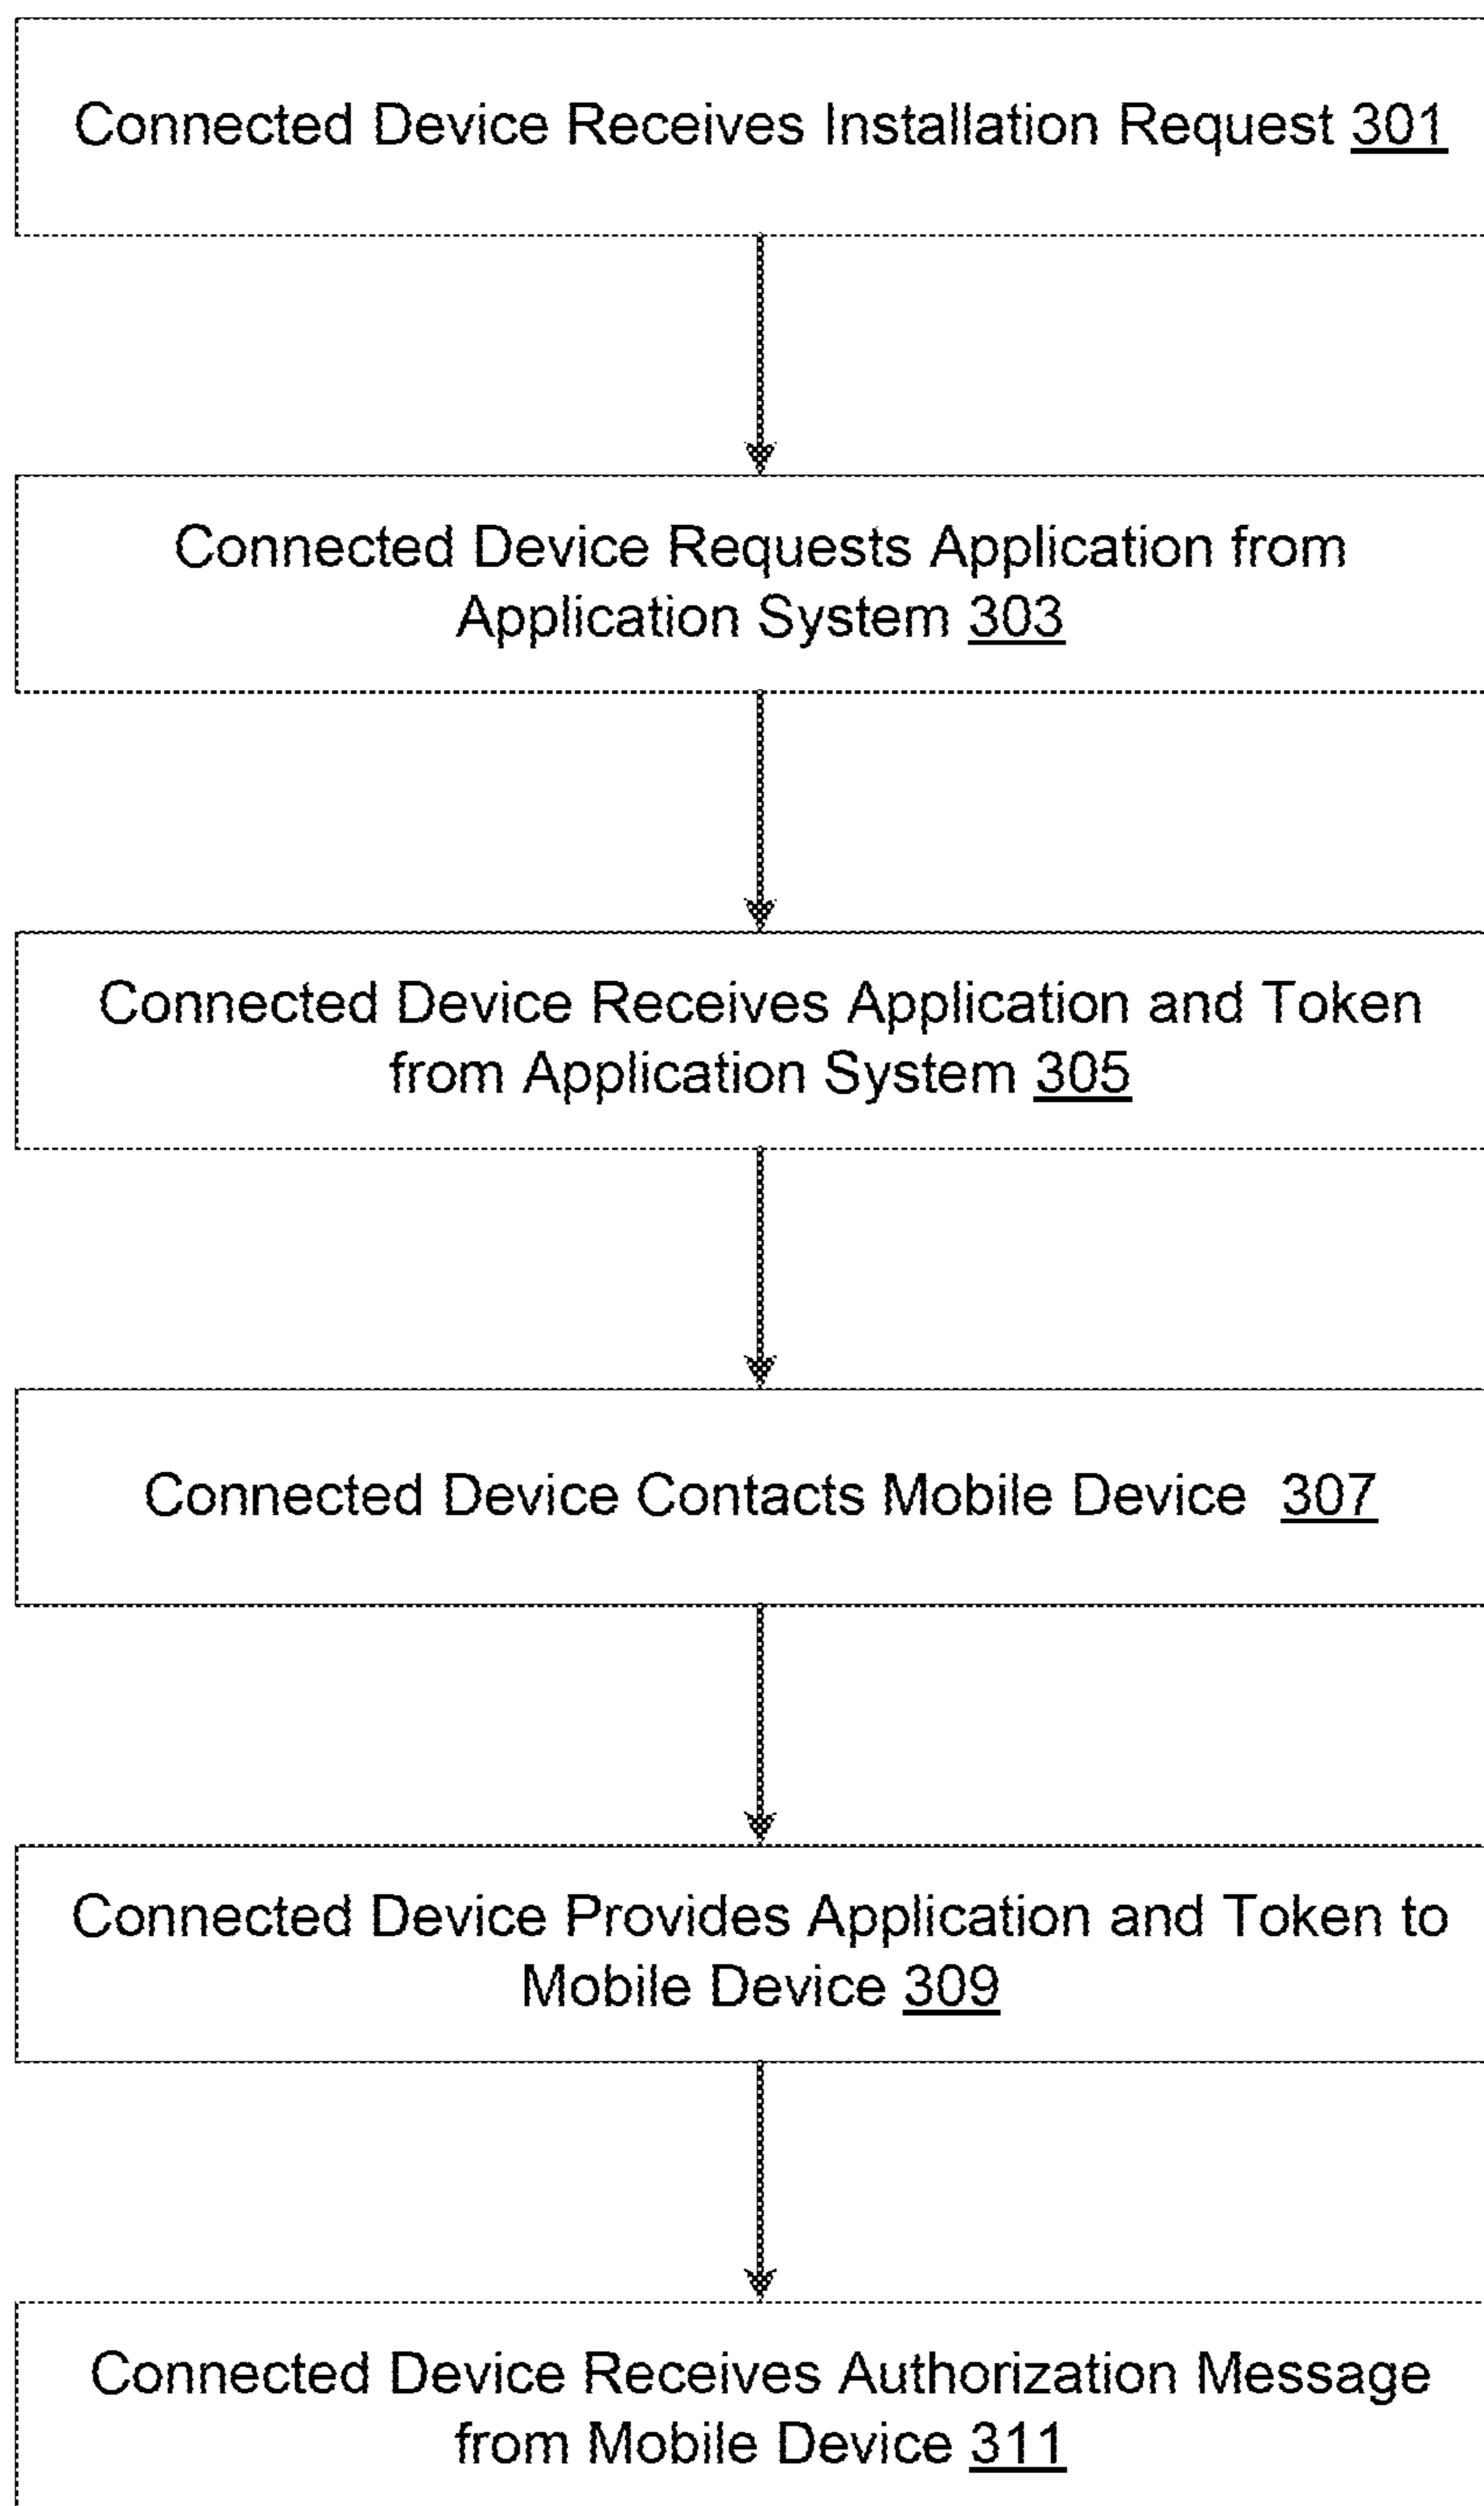 Connected Device Receives Installation Request 301
Connected Device Requests Application from
Application System 303
Connected Device Receives Application and Token
from Application System 305
Connected Device Contacts Mobile Device 307
Connected Device Provides Application and Token to
Mobile Device 309
Connected Device Receives Authorization Message
from Mobile Device 311